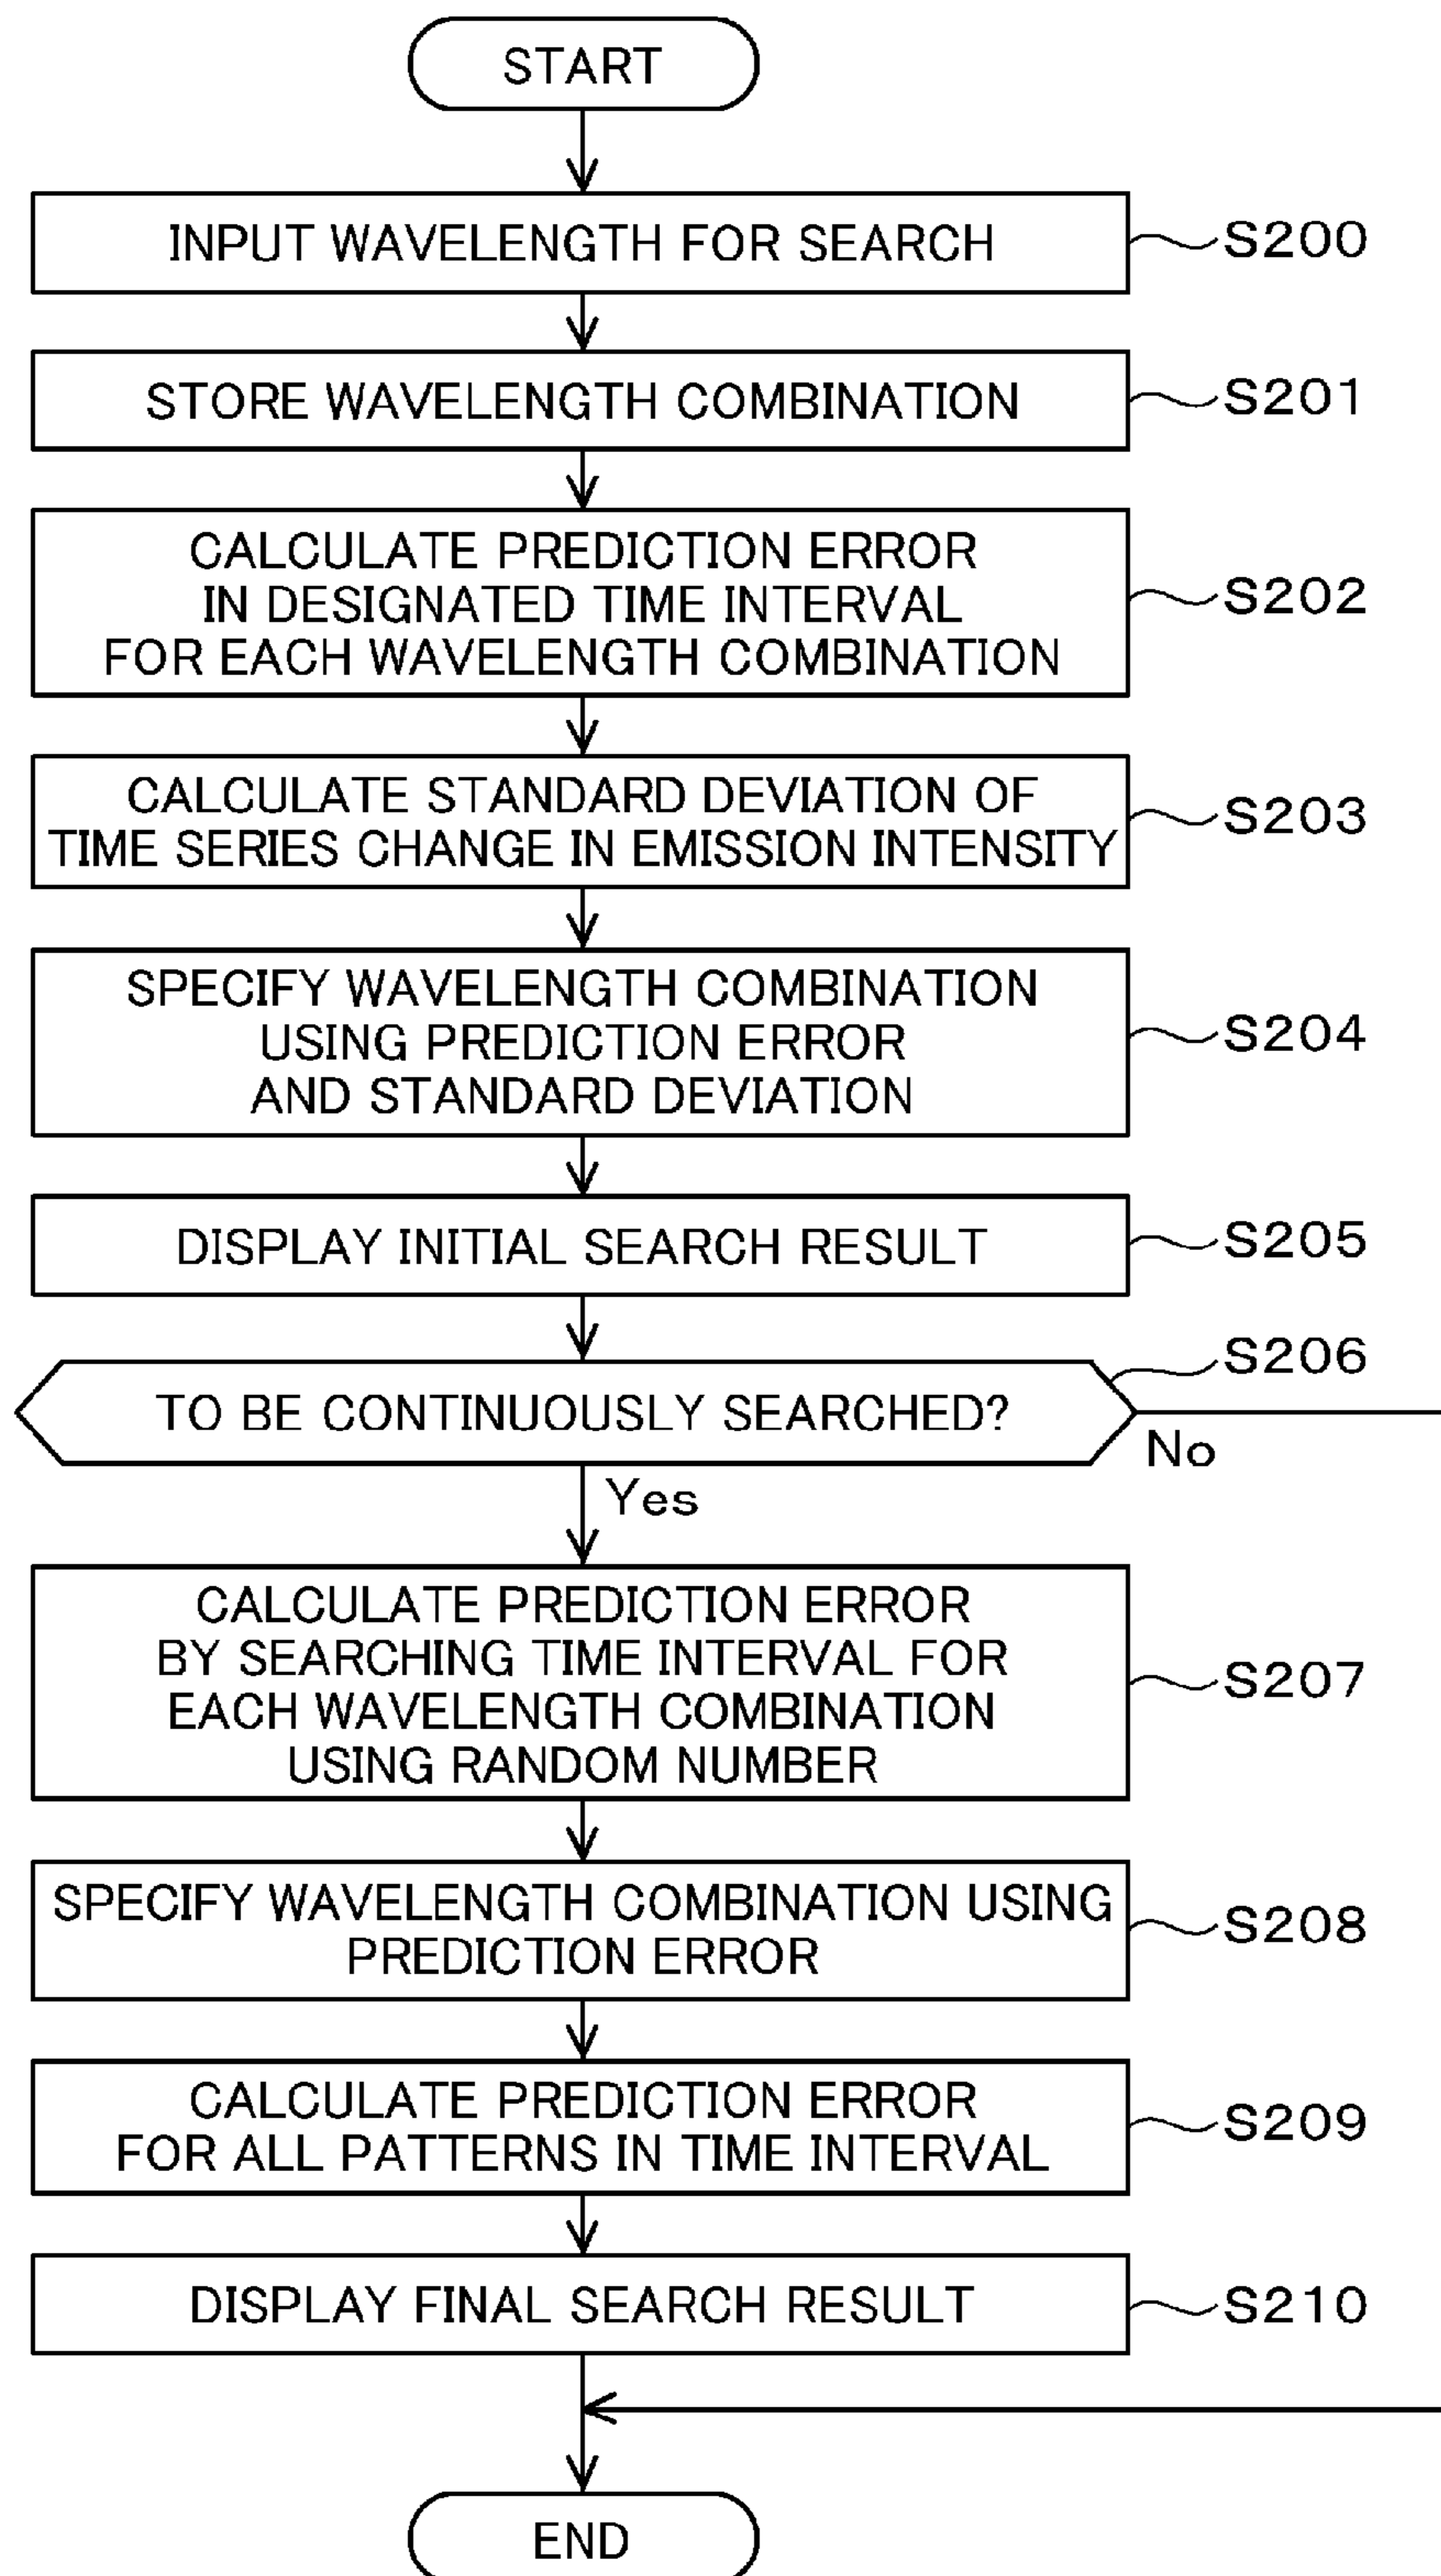 START
INPUT WAVELENGTH FOR SEARCH
S200
STORE WAVELENGTH COMBINATION
S201
CALCULATE PREDICTION ERROR
IN DESIGNATED TIME INTERVAL
FOR EACH WAVELENGTH COMBINATION
S202
CALCULATE STANDARD DEVIATION OF
TIME SERIES CHANGE IN EMISSION INTENSITY
S203
SPECIFY WAVELENGTH COMBINATION
USING PREDICTION ERROR
AND STANDARD DEVIATION
S204
DISPLAY INITIAL SEARCH RESULT
S205
TO BE CONTINUOUSLY SEARCHED?
S206
No
Yes
CALCULATE PREDICTION ERROR
BY SEARCHING TIME INTERVAL FOR
EACH WAVELENGTH COMBINATION
USING RANDOM NUMBER
S207
SPECIFY WAVELENGTH COMBINATION USING
PREDICTION ERROR
S208
CALCULATE PREDICTION ERROR
FOR ALL PATTERNS IN TIME INTERVAL
S209
DISPLAY FINAL SEARCH RESULT
S210
END